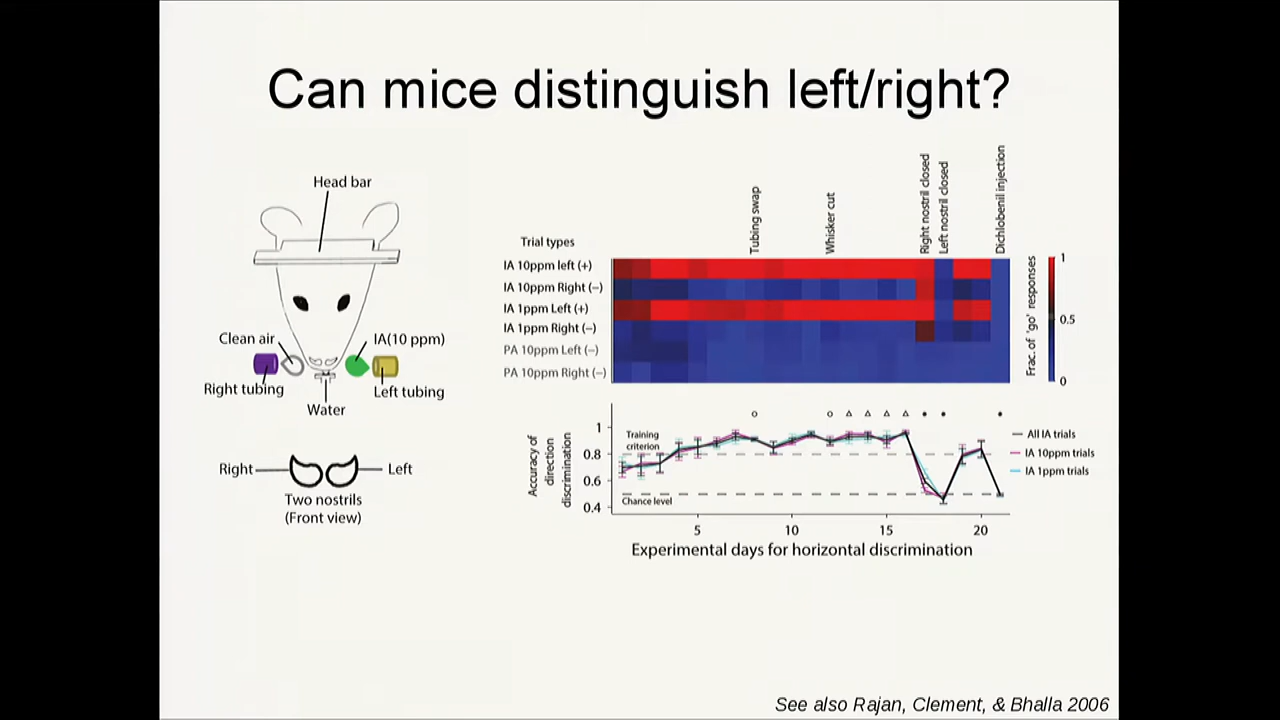 Can mice distinguish left/right?
Head bar
Clean air
IA(10 ppm)
Right tubing
Left tubing
Water
Right
Left
Two nostrils
(Front view)
Tubing swap
Whisker cut
Right nostril closed
Left nostril closed
Dichlobenil injection
Trial types
IA 10ppm left (+)
IA 10ppm Right (–)
IA 1ppm Left (+)
IA 1ppm Right (–)
PA 10ppm Left (–)
PA 10ppm Right (–)
Frac. of 'go' responses
1
0.5
0
Accuracy of
direction
discrimination
1
0.8
0.6
0.4
Training
criterion
Chance level
All IA trials
IA 10ppm trials
IA 1ppm trials
5
10
15
20
Experimental days for horizontal discrimination
See also Rajan, Clement, & Bhalla 2006